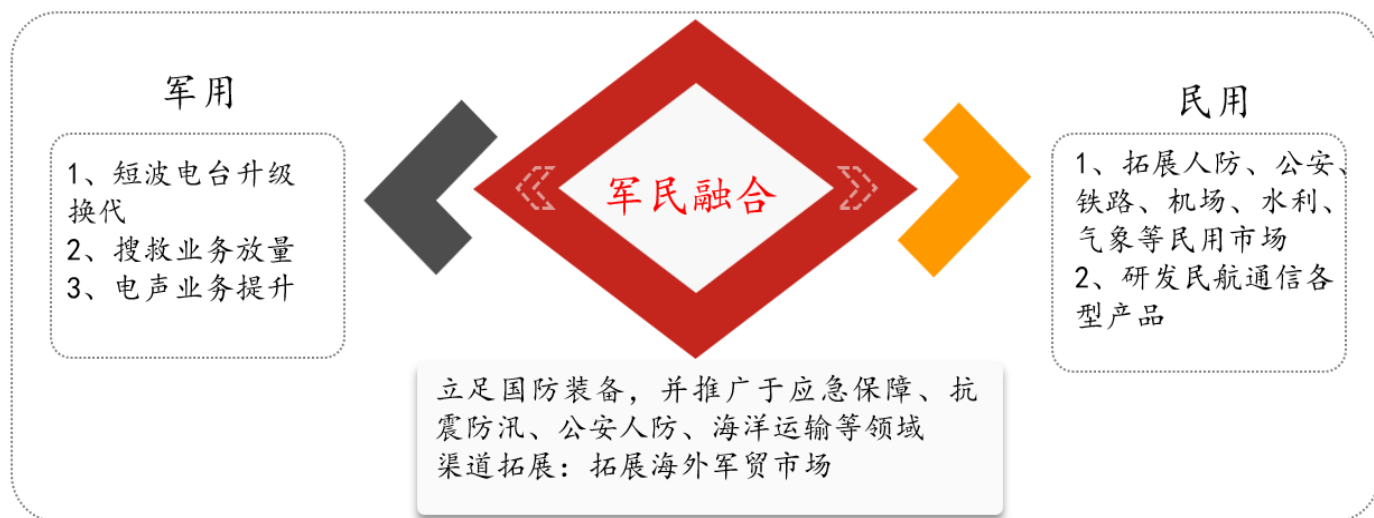 军用
1、短波电台升级
换代
2、搜救业务放量
3、电声业务提升
军民融合
民用
1、拓展人防、公安、
铁路、机场、水利、
气象等民用市场
2、研发民航通信各
型产品
立足国防装备，并推广于应急保障、抗
震防汛、公安人防、海洋运输等领域
渠道拓展：拓展海外军贸市场